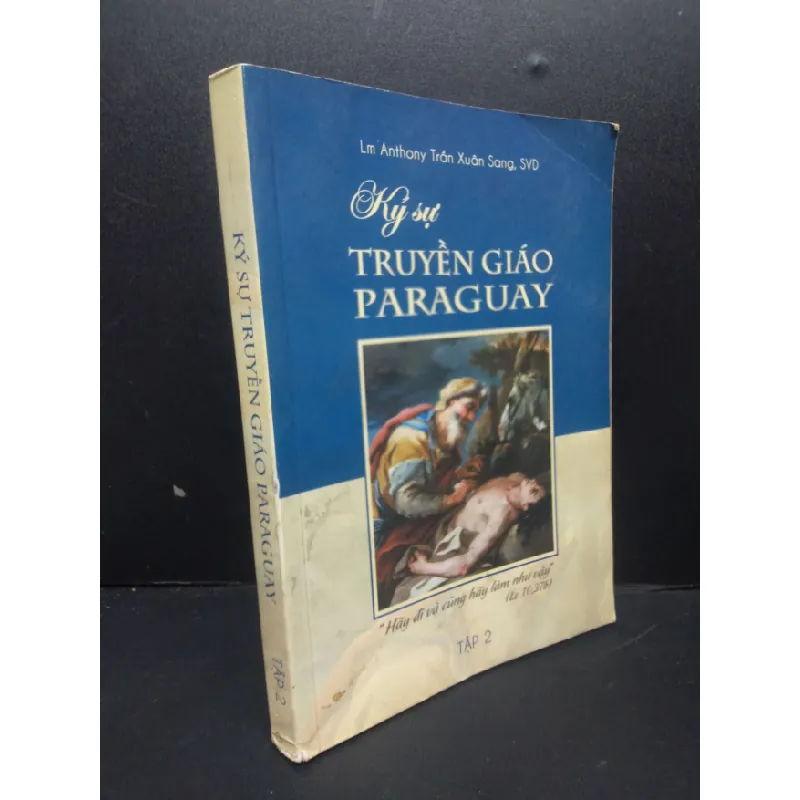 Lm Anthony Trần Xuân Sang, SVD
Ký sự
TRUYỀN GIÁO
PARAGUAY
"Hãy đi và cũng hãy làm như vậy"
(Lc 10,37b)
TẬP 2
KÝ SỰ TRUYỀN GIÁO PARAGUAY
TẬP 2